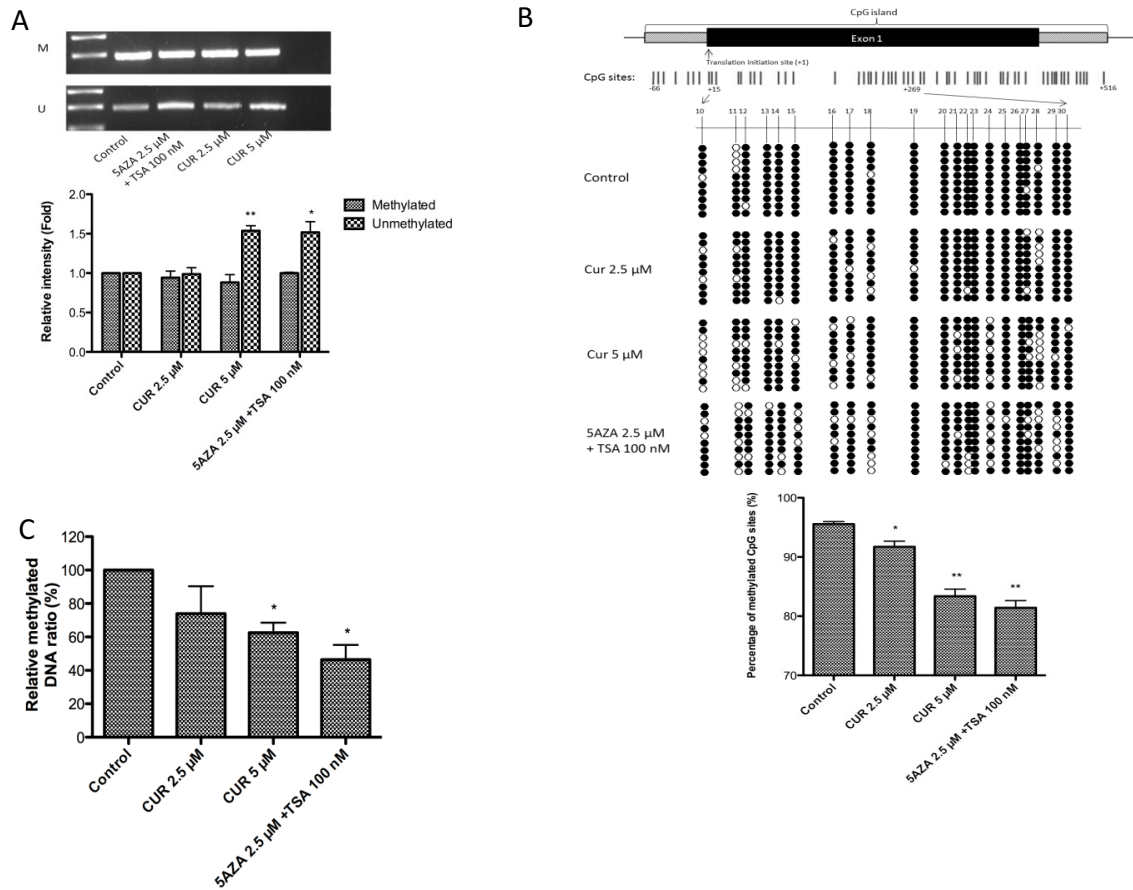 A
M
U
Control
5AZA 2.5 µM
+ TSA 100 nM
CUR 2.5 µM
CUR 5 µM
Relative intensity (Fold)
2.0
1.5
1.0
0.5
0.0
**
*
Methylated
Unmethylated
Control
CUR 2.5 µM
CUR 5 µM
5AZA 2.5 µM +TSA 100 nM
B
CpG island
Exon 1
Translation initiation site (+1)
CpG sites:
-66
+15
+269
+516
10 11 12 13 14 15 16 17 18 19 20 21 22 23 24 25 26 27 28 29 30
Control
Cur 2.5 µM
Cur 5 µM
5AZA 2.5 µM
+ TSA 100 nM
Percentage of methylated CpG sites (%)
100
90
80
70
*
**
**
Control
CUR 2.5 µM
CUR 5 µM
5AZA 2.5 µM +TSA 100 nM
C
Relative methylated
DNA ratio (%)
120
100
80
60
40
20
0
*
*
Control
CUR 2.5 µM
CUR 5 µM
5AZA 2.5 µM +TSA 100 nM